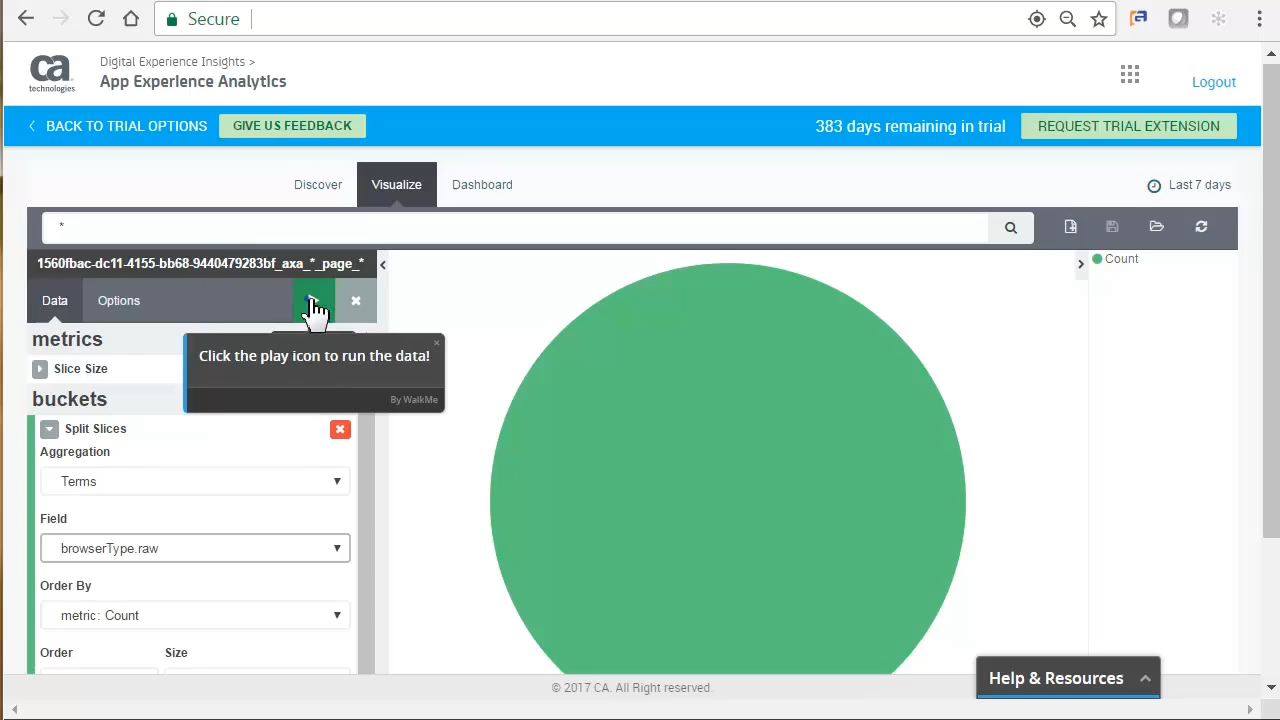 Secure
ca
technologies
Digital Experience Insights >
App Experience Analytics
Logout
BACK TO TRIAL OPTIONS
GIVE US FEEDBACK
383 days remaining in trial
REQUEST TRIAL EXTENSION
Discover
Visualize
Dashboard
Last 7 days
*
1560fbac-dc11-4155-bb68-9440479283bf_axa_*_page_*
Count
Data
Options
metrics
Click the play icon to run the data!
Slice Size
By WalkMe
buckets
Split Slices
Aggregation
Terms
Field
browserType.raw
Order By
metric: Count
Order
Size
© 2017 CA. All Right reserved.
Help & Resources